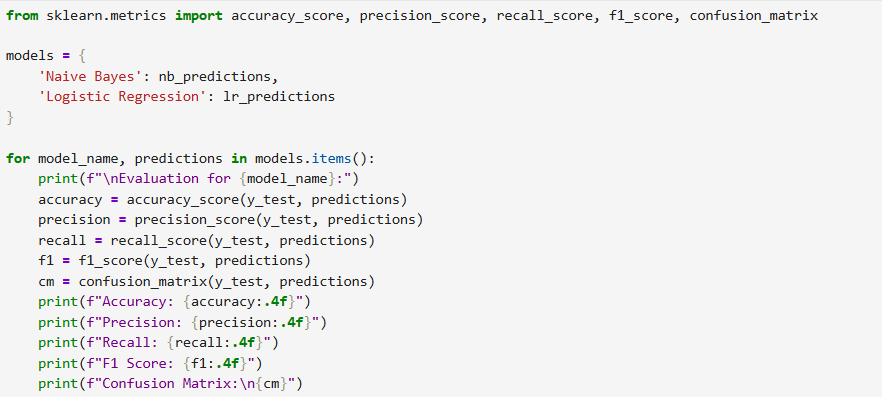 from sklearn.metrics import accuracy_score, precision_score, recall_score, f1_score, confusion_matrix

models = {
    'Naive Bayes': nb_predictions,
    'Logistic Regression': lr_predictions
}

for model_name, predictions in models.items():
    print(f"\nEvaluation for {model_name}:")
    accuracy = accuracy_score(y_test, predictions)
    precision = precision_score(y_test, predictions)
    recall = recall_score(y_test, predictions)
    f1 = f1_score(y_test, predictions)
    cm = confusion_matrix(y_test, predictions)
    print(f"Accuracy: {accuracy:.4f}")
    print(f"Precision: {precision:.4f}")
    print(f"Recall: {recall:.4f}")
    print(f"F1 Score: {f1:.4f}")
    print(f"Confusion Matrix:\n{cm}")